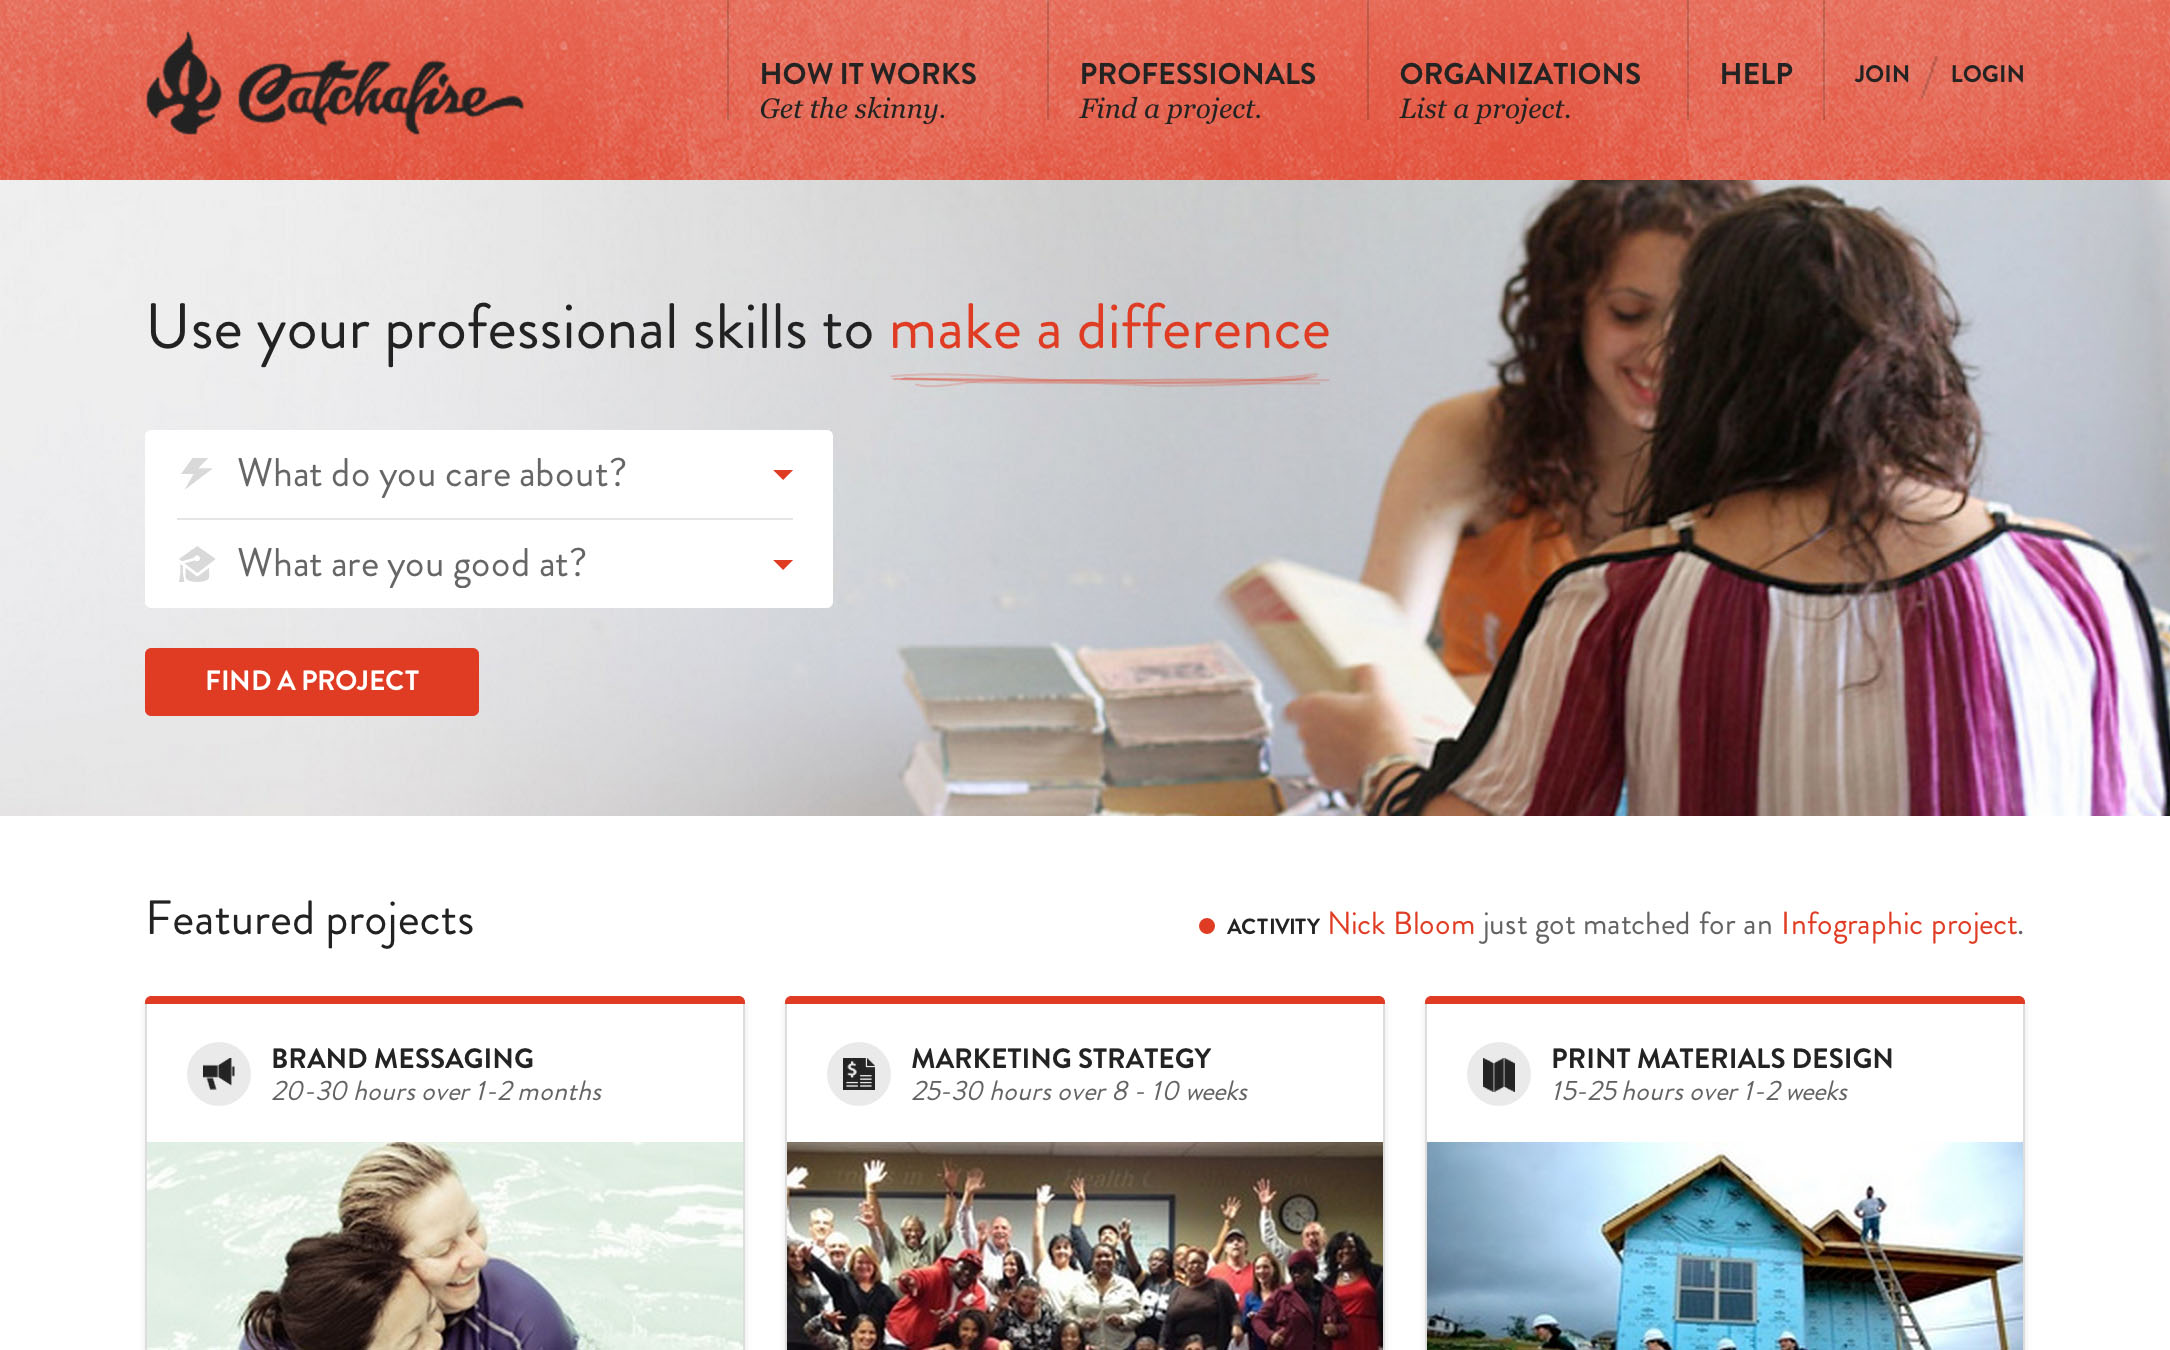 Catchafire
HOW IT WORKS
Get the skinny.
PROFESSIONALS
Find a project.
ORGANIZATIONS
List a project.
HELP
JOIN / LOGIN
Use your professional skills to make a difference
What do you care about?
What are you good at?
FIND A PROJECT
Featured projects
ACTIVITY Nick Bloom just got matched for an Infographic project.
BRAND MESSAGING
20-30 hours over 1-2 months
MARKETING STRATEGY
25-30 hours over 8 - 10 weeks
PRINT MATERIALS DESIGN
15-25 hours over 1-2 weeks